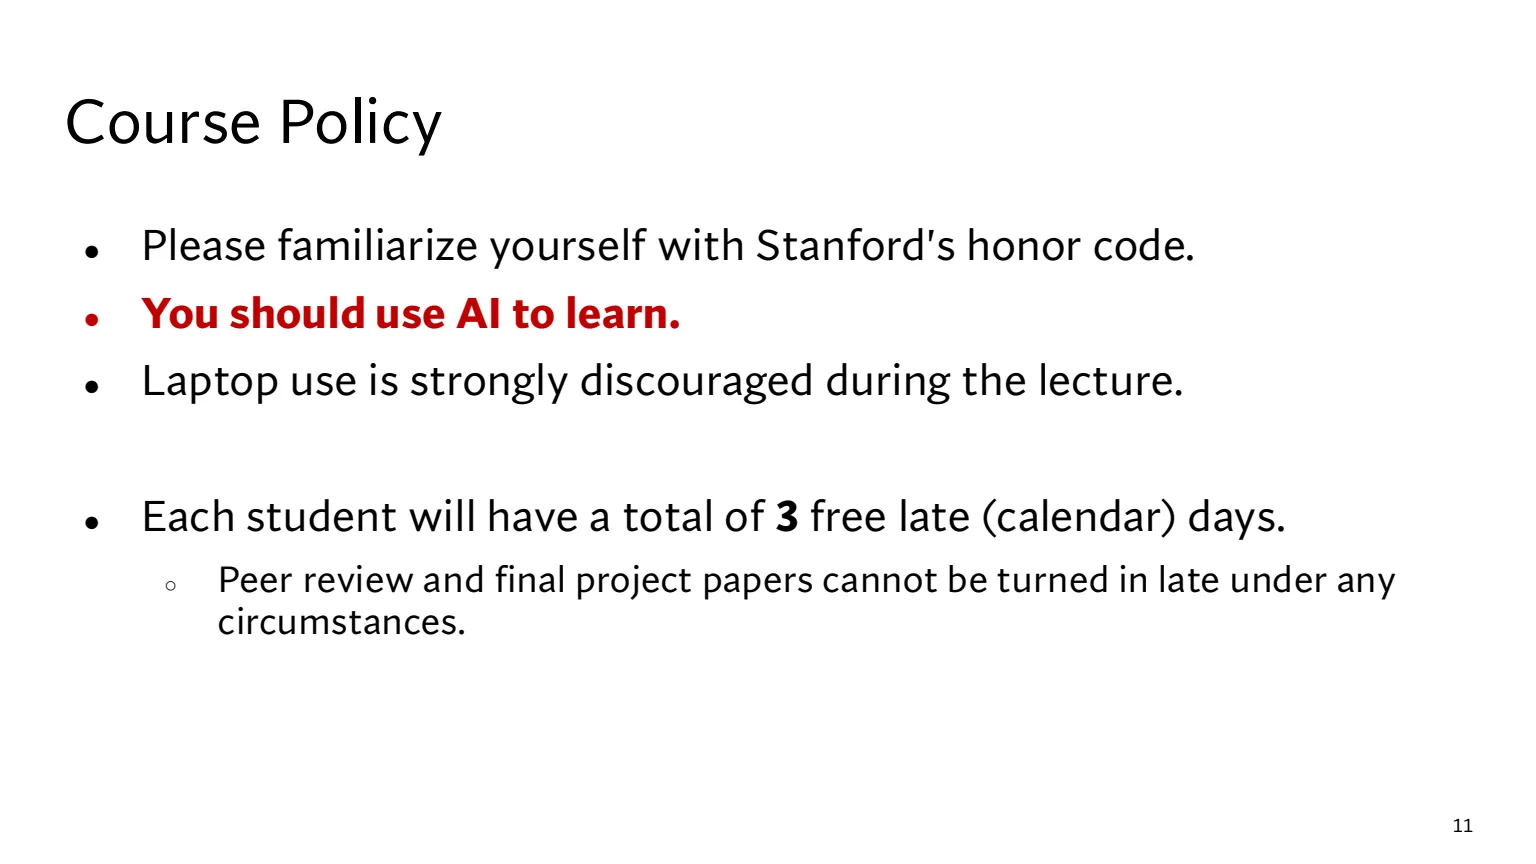 Course Policy
● Please familiarize yourself with Stanford's honor code.
● You should use AI to learn.
● Laptop use is strongly discouraged during the lecture.
● Each student will have a total of 3 free late (calendar) days.
○ Peer review and final project papers cannot be turned in late under any
circumstances.
11